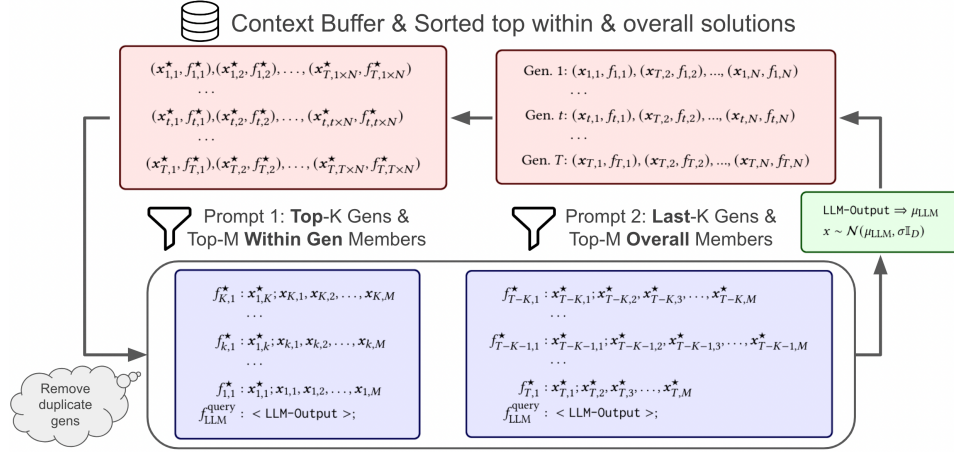 Context Buffer & Sorted top within & overall solutions
(x★1,1, f★1,1),(x★1,2, f★1,2), . . . , (x★T,1×N, f★T,1×N)
. . .
(x★t,1, f★t,1),(x★t,2, f★t,2), . . . , (x★t,t×N, f★t,t×N)
. . .
(x★T,1, f★T,1),(x★T,2, f★T,2), . . . , (x★T,T×N, f★T,T×N)
Gen. 1: (x1,1, f1,1), (xT,2, f1,2), ..., (x1,N, f1,N)
. . .
Gen. t: (xt,1, ft,1), (xT,2, ft,2), ..., (xt,N, ft,N)
. . .
Gen. T: (xT,1, fT,1), (xT,2, fT,2), ..., (xT,N, fT,N)
Prompt 1: Top-K Gens &
Top-M Within Gen Members
Prompt 2: Last-K Gens &
Top-M Overall Members
LLM-Output ⇒ μLLM
x ∼ N(μLLM, σ𝕀D)
f★K,1 : x★1,K; xK,1, xK,2, . . . , xK,M
. . .
f★k,1 : x★1,k; xk,1, xk,2, . . . , xk,M
. . .
f★1,1 : x★1,1; x1,1, x1,2, . . . , x1,M
fqueryLLM : < LLM-Output >;
f★T−K,1 : x★T−K,1; x★T−K,2, x★T−K,3, . . . , x★T−K,M
. . .
f★T−K−1,1 : x★T−K−1,1; x★T−K−1,2, x★T−K−1,3, . . . , x★T−K−1,M
. . .
f★T,1 : x★T,1; x★T,2, x★T,3, . . . , x★T,M
fqueryLLM : < LLM-Output >;
Remove
duplicate
gens